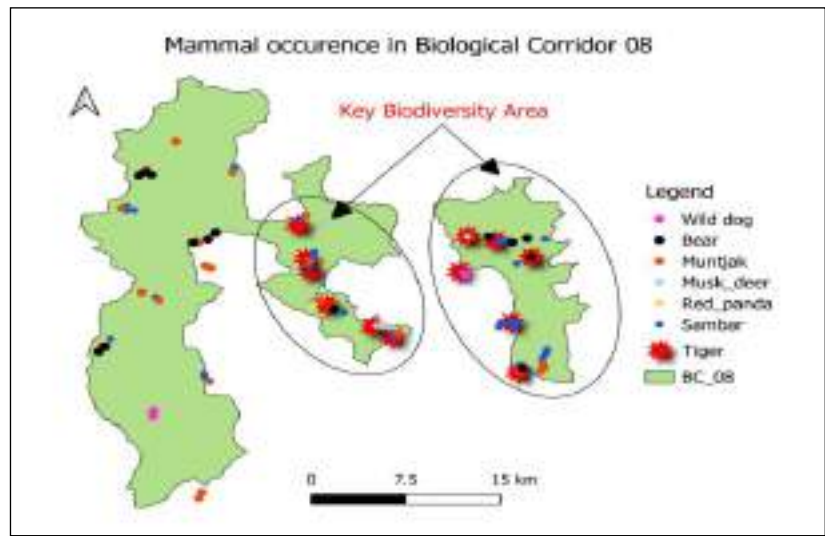 Mammal occurence in Biological Corridor 08
Key Biodiversity Area
Legend
Wild dog
Bear
Muntjak
Musk_deer
Red_panda
Sambar
Tiger
BC_08
0 7.5 15 km